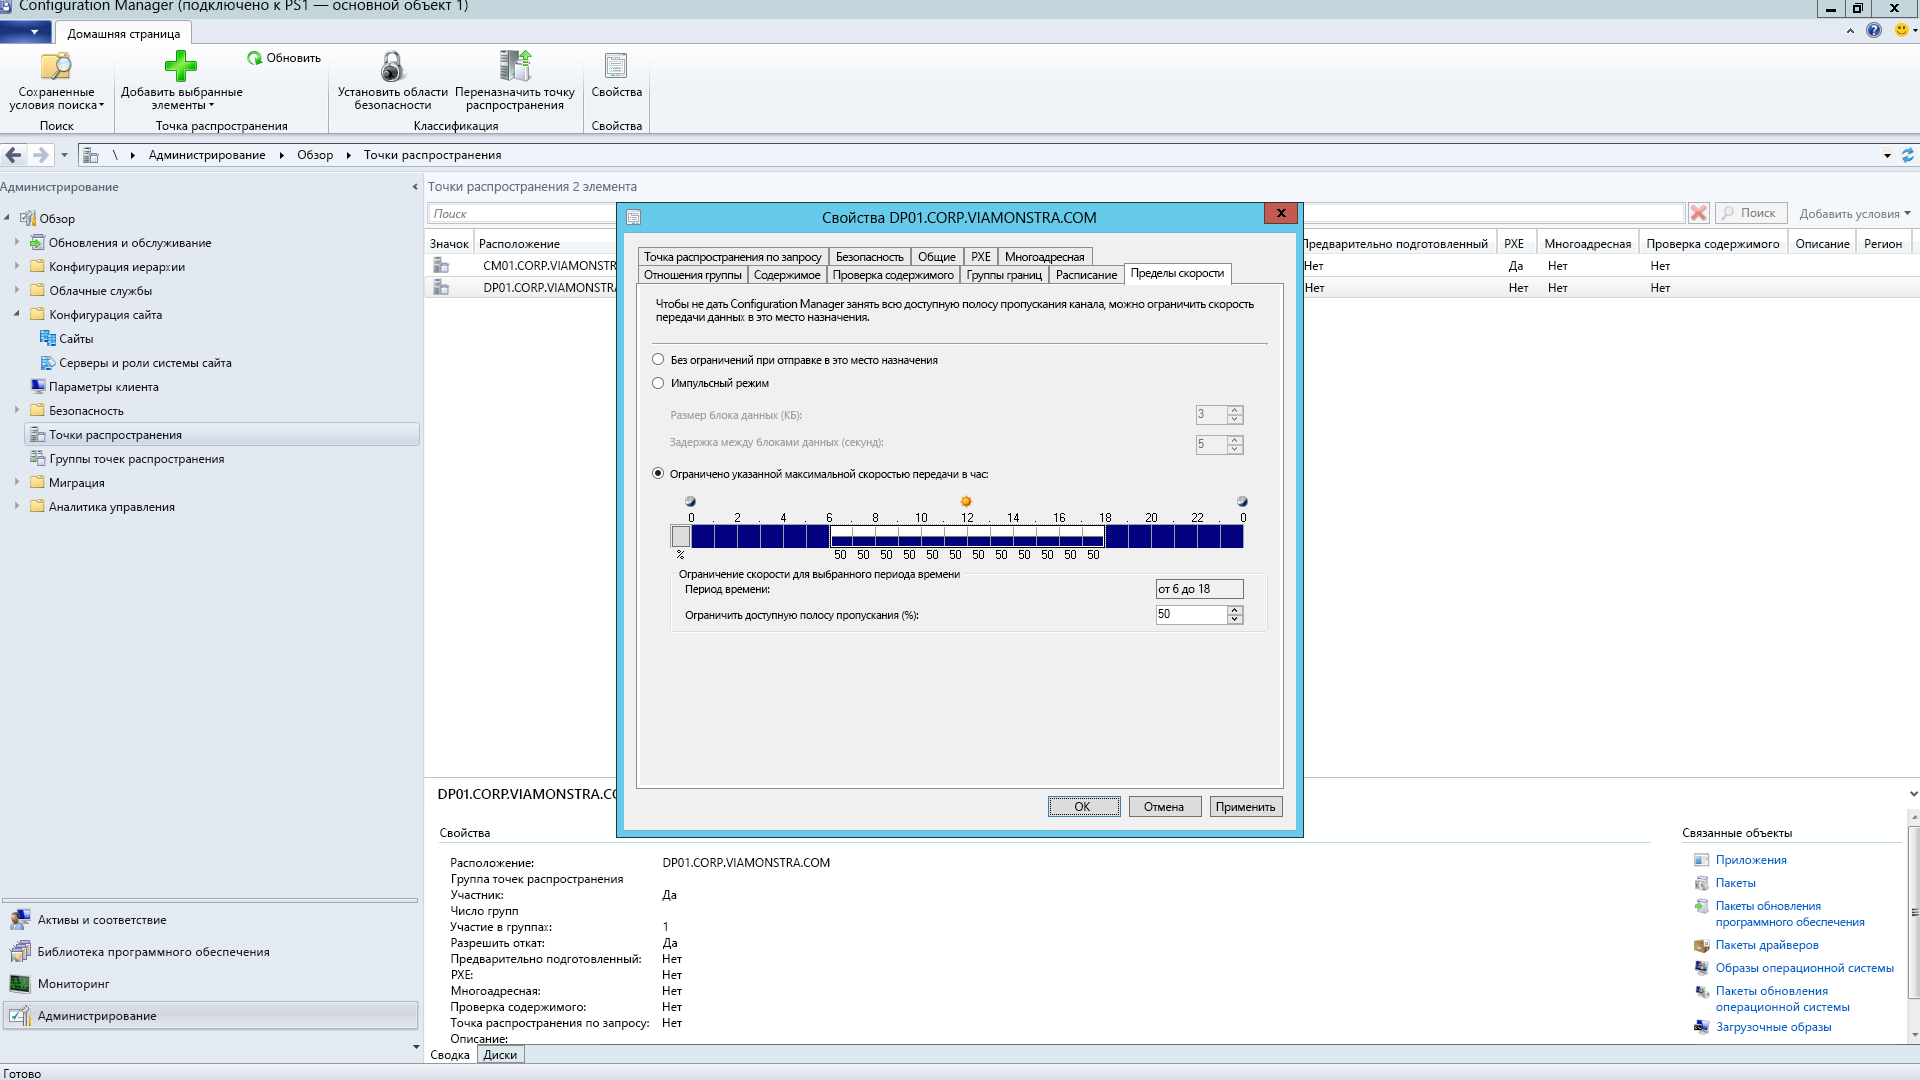 Configuration Manager (подключено к PS1 — основной объект 1)
Домашняя страница
Сохраненные условия поиска
Поиск
Добавить выбранные элементы
Обновить
Точка распространения
Установить области безопасности
Переназначить точку распространения
Классификация
Свойства
Свойства
\ Администрирование Обзор Точки распространения
Администрирование
Обзор
Обновления и обслуживание
Конфигурация иерархии
Облачные службы
Конфигурация сайта
Сайты
Серверы и роли системы сайта
Параметры клиента
Безопасность
Точки распространения
Группы точек распространения
Миграция
Аналитика управления
Активы и соответствие
Библиотека программного обеспечения
Мониторинг
Администрирование
Готово
Точки распространения 2 элемента
Поиск
Поиск
Добавить условия
Значок Расположение Предварительно подготовленный PXE Многоадресная Проверка содержимого Описание Регион
CM01.CORP.VIAMONSTR Нет Да Нет Нет
DP01.CORP.VIAMONSTRA Нет Нет Нет Нет
Свойства DP01.CORP.VIAMONSTRA.COM
x
Точка распространения по запросу Безопасность Общие PXE Многоадресная
Отношения группы Содержимое Проверка содержимого Группы границ Расписание Пределы скорости
Чтобы не дать Configuration Manager занять всю доступную полосу пропускания канала, можно ограничить скорость
передачи данных в это место назначения.
Без ограничений при отправке в это место назначения
Импульсный режим
Размер блока данных (КБ): 3
Задержка между блоками данных (секунд): 5
Ограничено указанной максимальной скоростью передачи в час:
0 . 2 . 4 . 6 . 8 . 10 . 12 . 14 . 16 . 18 . 20 . 22 . 0
% 50 50 50 50 50 50 50 50 50 50 50 50
Ограничение скорости для выбранного периода времени
Период времени: от 6 до 18
Ограничить доступную полосу пропускания (%): 50
OK Отмена Применить
DP01.CORP.VIAMONSTRA.CO
Свойства
Расположение: DP01.CORP.VIAMONSTRA.COM
Группа точек распространения
Участник: Да
Число групп
Участие в группах: 1
Разрешить откат: Да
Предварительно подготовленный: Нет
PXE: Нет
Многоадресная: Нет
Проверка содержимого: Нет
Точка распространения по запросу: Нет
Описание:
Сводка Диски
Связанные объекты
Приложения
Пакеты
Пакеты обновления
программного обеспечения
Пакеты драйверов
Образы операционной системы
Пакеты обновления
операционной системы
Загрузочные образы